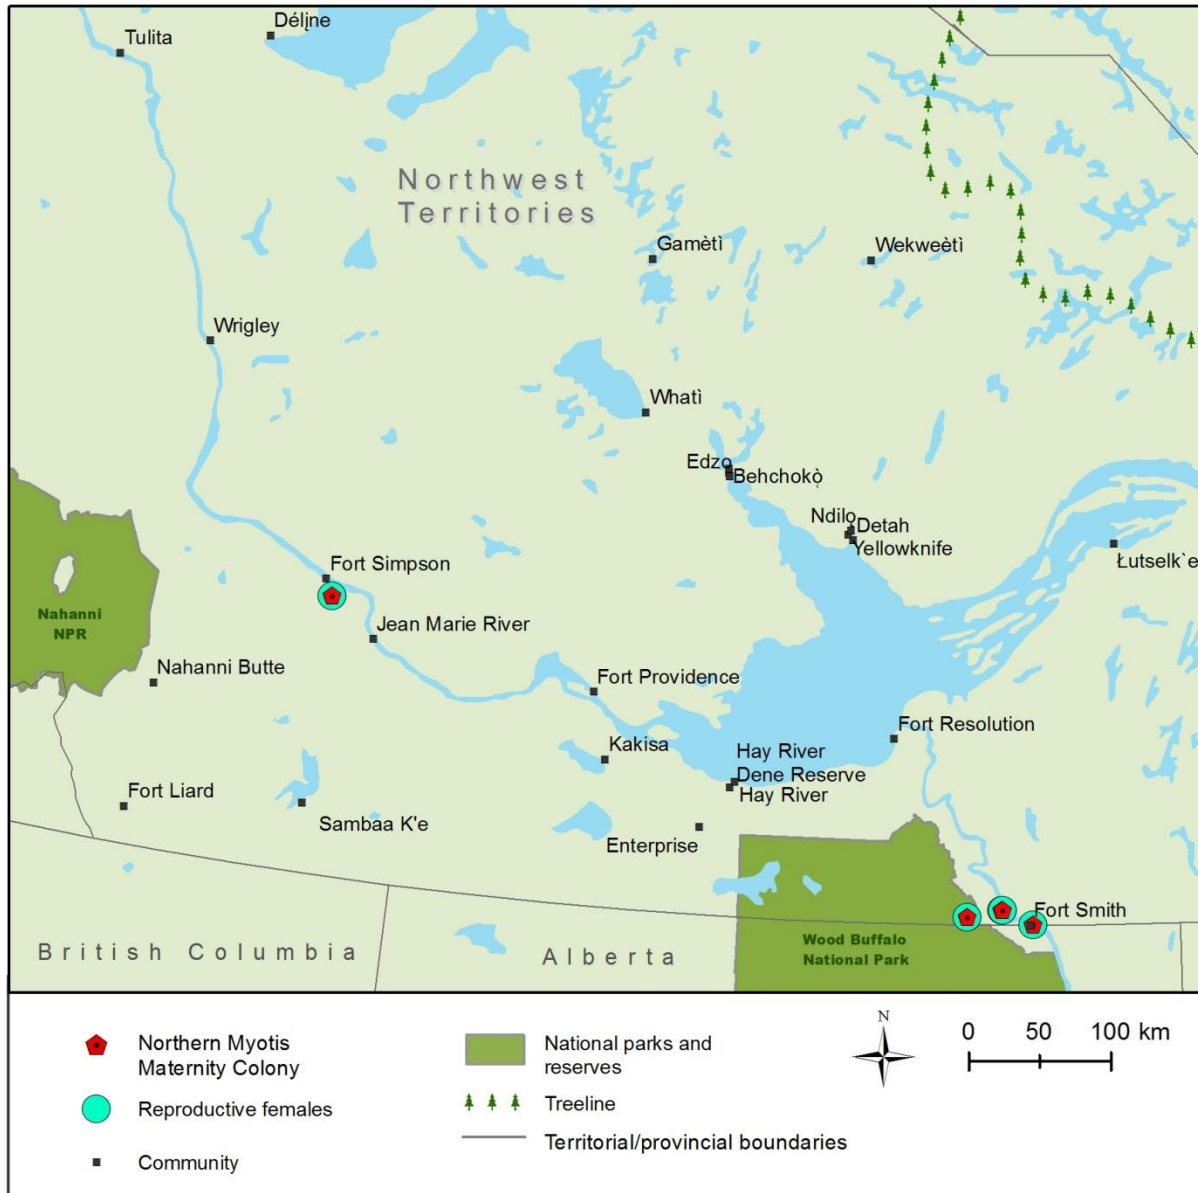 Délįne
Tulita
Northwest
Territories
Gamètì
Wekweètì
Wrigley
Whatì
Edzo
Behchokǫ̀
Ndilo
Detah
Yellowknife
Łutselk`e
Fort Simpson
Nahanni
NPR
Jean Marie River
Nahanni Butte
Fort Providence
Fort Resolution
Kakisa
Hay River
Dene Reserve
Hay River
Fort Liard
Sambaa K'e
Enterprise
Fort Smith
British Columbia
Alberta
Wood Buffalo
National Park
Northern Myotis
Maternity Colony
Reproductive females
Community
National parks and
reserves
Treeline
Territorial/provincial boundaries
N
0 50 100 km